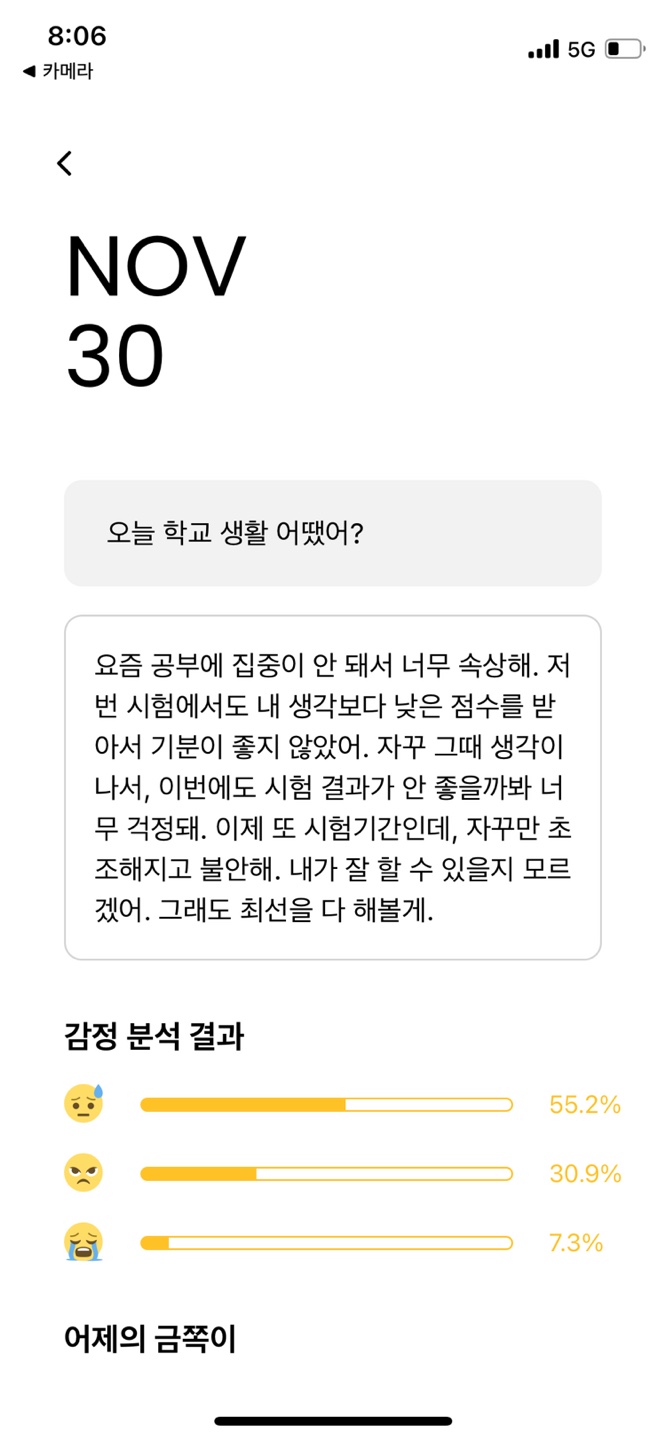 8:06
5G
◀ 카메라
NOV
30
오늘 학교 생활 어땠어?
요즘 공부에 집중이 안 돼서 너무 속상해. 저
번 시험에서도 내 생각보다 낮은 점수를 받
아서 기분이 좋지 않았어. 자꾸 그때 생각이
나서, 이번에도 시험 결과가 안 좋을까봐 너
무 걱정돼. 이제 또 시험기간인데, 자꾸만 초
조해지고 불안해. 내가 잘 할 수 있을지 모르
겠어. 그래도 최선을 다 해볼게.
감정 분석 결과
55.2%
30.9%
7.3%
어제의 금쪽이